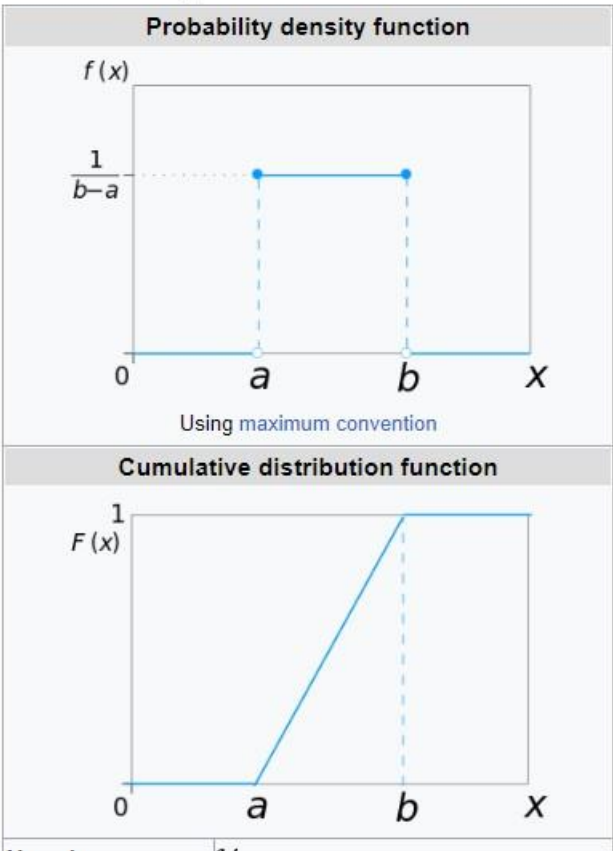 Probability density function
f (x)
1
b−a
0
a
b
x
Using maximum convention
Cumulative distribution function
1
F (x)
0
a
b
x